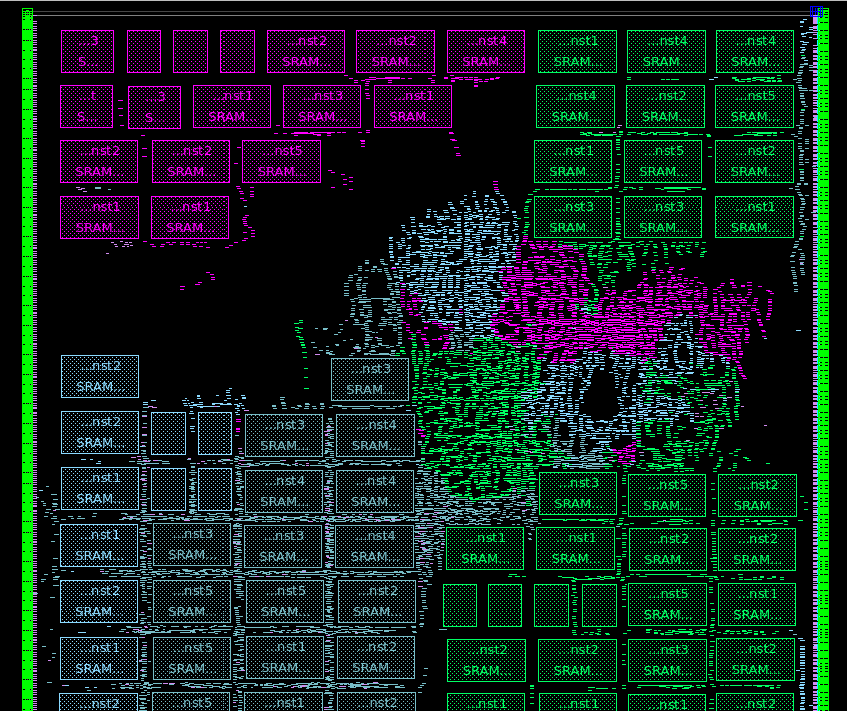 ...3 ...nst2 ...nst2 ...nst4 ...nst1 ...nst4 ...nst4
S... SRAM... SRAM... SRAM... SRAM... SRAM... SRAM...
...t ...3 ...nst1 ...nst3 ...nst1 ...nst4 ...nst2 ...nst5
S... S... SRAM... SRAM... SRAM... SRAM... SRAM... SRAM...
...nst2 ...nst2 ...nst5 ...nst1 ...nst5 ...nst2
SRAM... SRAM... SRAM... SRAM... SRAM... SRAM...
...nst1 ...nst1 ...nst3 ...nst3 ...nst1
SRAM... SRAM... SRAM... SRAM... SRAM...
...nst2 ...nst3
SRAM... SRAM...
...nst2 ...nst3 ...nst4
SRAM... SRAM... SRAM...
...nst1 ...nst4 ...nst4 ...nst3 ...nst5 ...nst2
SRAM... SRAM... SRAM... SRAM... SRAM... SRAM...
...nst1 ...nst3 ...nst3 ...nst4 ...nst1 ...nst1 ...nst2 ...nst2
SRAM... SRAM... SRAM... SRAM... SRAM... SRAM... SRAM... SRAM...
...nst2 ...nst5 ...nst5 ...nst2 ...nst5 ...nst1
SRAM... SRAM... SRAM... SRAM... SRAM... SRAM...
...nst1 ...nst5 ...nst1 ...nst2 ...nst2 ...nst2 ...nst3 ...nst2
SRAM... SRAM... SRAM... SRAM... SRAM... SRAM... SRAM... SRAM...
...nst2 ...nst5 ...nst1 ...nst2 ...nst1 ...nst1 ...nst1 ...nst2